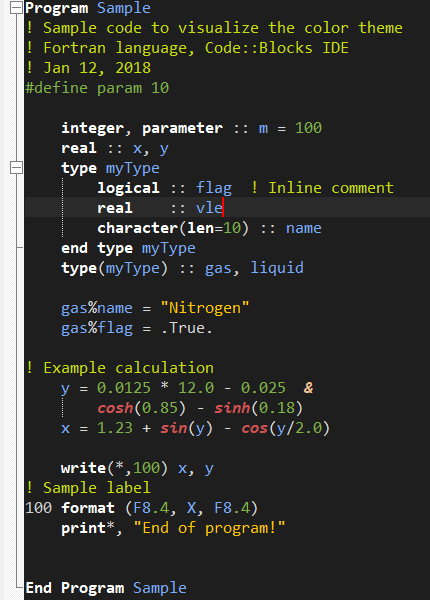 Program Sample
! Sample code to visualize the color theme
! Fortran language, Code::Blocks IDE
! Jan 12, 2018
#define param 10
integer, parameter :: m = 100
real :: x, y
type myType
logical :: flag  ! Inline comment
real    :: vle
character(len=10) :: name
end type myType
type(myType) :: gas, liquid
gas%name = "Nitrogen"
gas%flag = .True.
! Example calculation
y = 0.0125 * 12.0 - 0.025  &
cosh(0.85) - sinh(0.18)
x = 1.23 + sin(y) - cos(y/2.0)
write(*,100) x, y
! Sample label
100 format (F8.4, X, F8.4)
print*, "End of program!"
End Program Sample